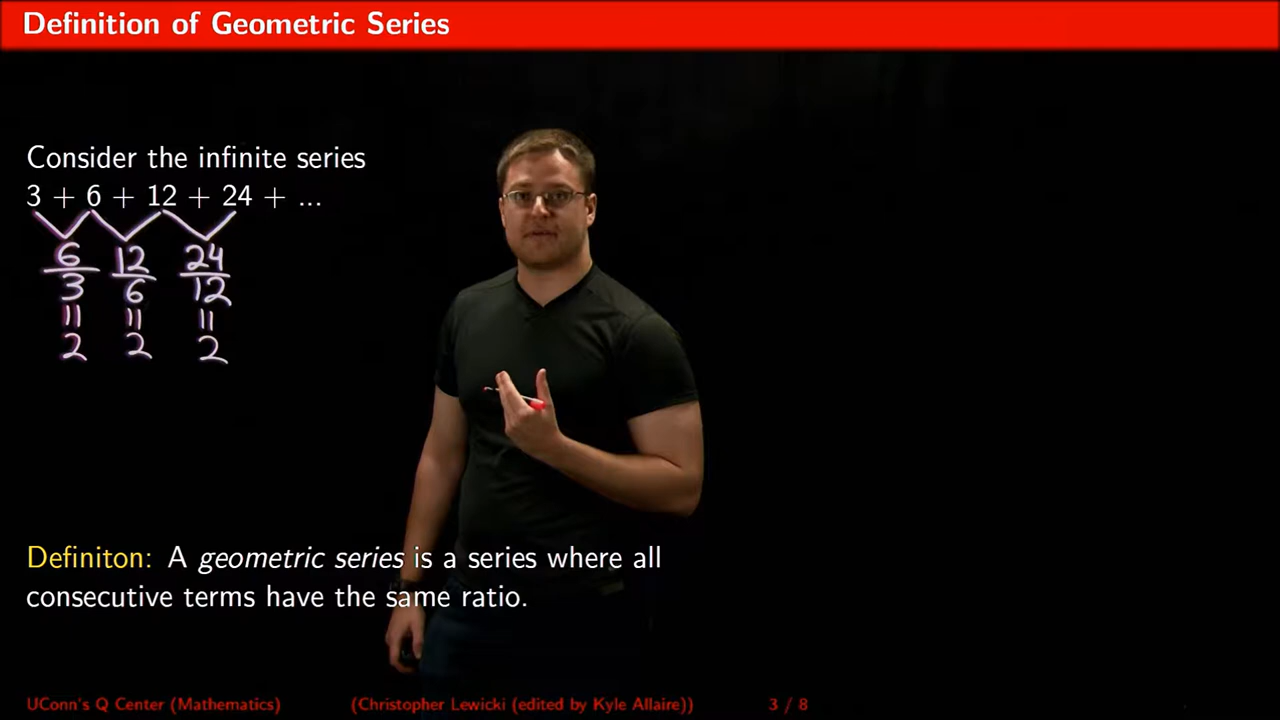 Definition of Geometric Series
Consider the infinite series
3 + 6 + 12 + 24 + ...
6 12 24
3 6 12
= = =
2 2 2
Definiton: A geometric series is a series where all
consecutive terms have the same ratio.
UConn's Q Center (Mathematics) (Christopher Lewicki (edited by Kyle Allaire)) 3 / 8